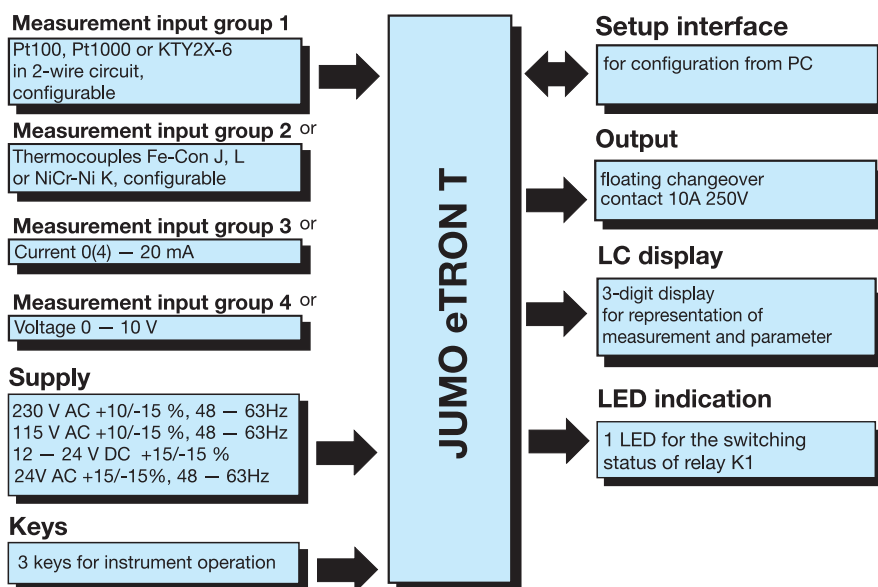 Measurement input group 1
Pt100, Pt1000 or KTY2X-6
in 2-wire circuit,
configurable
Measurement input group 2 or
Thermocouples Fe-Con J, L
or NiCr-Ni K, configurable
Measurement input group 3 or
Current 0(4) — 20 mA
Measurement input group 4 or
Voltage 0 — 10 V
Supply
230 V AC +10/-15 %, 48 — 63Hz
115 V AC +10/-15 %, 48 — 63Hz
12 — 24 V DC +15/-15 %
24V AC +15/-15%, 48 — 63Hz
Keys
3 keys for instrument operation
JUMO eTRON T
Setup interface
for configuration from PC
Output
floating changeover
contact 10A 250V
LC display
3-digit display
for representation of
measurement and parameter
LED indication
1 LED for the switching
status of relay K1